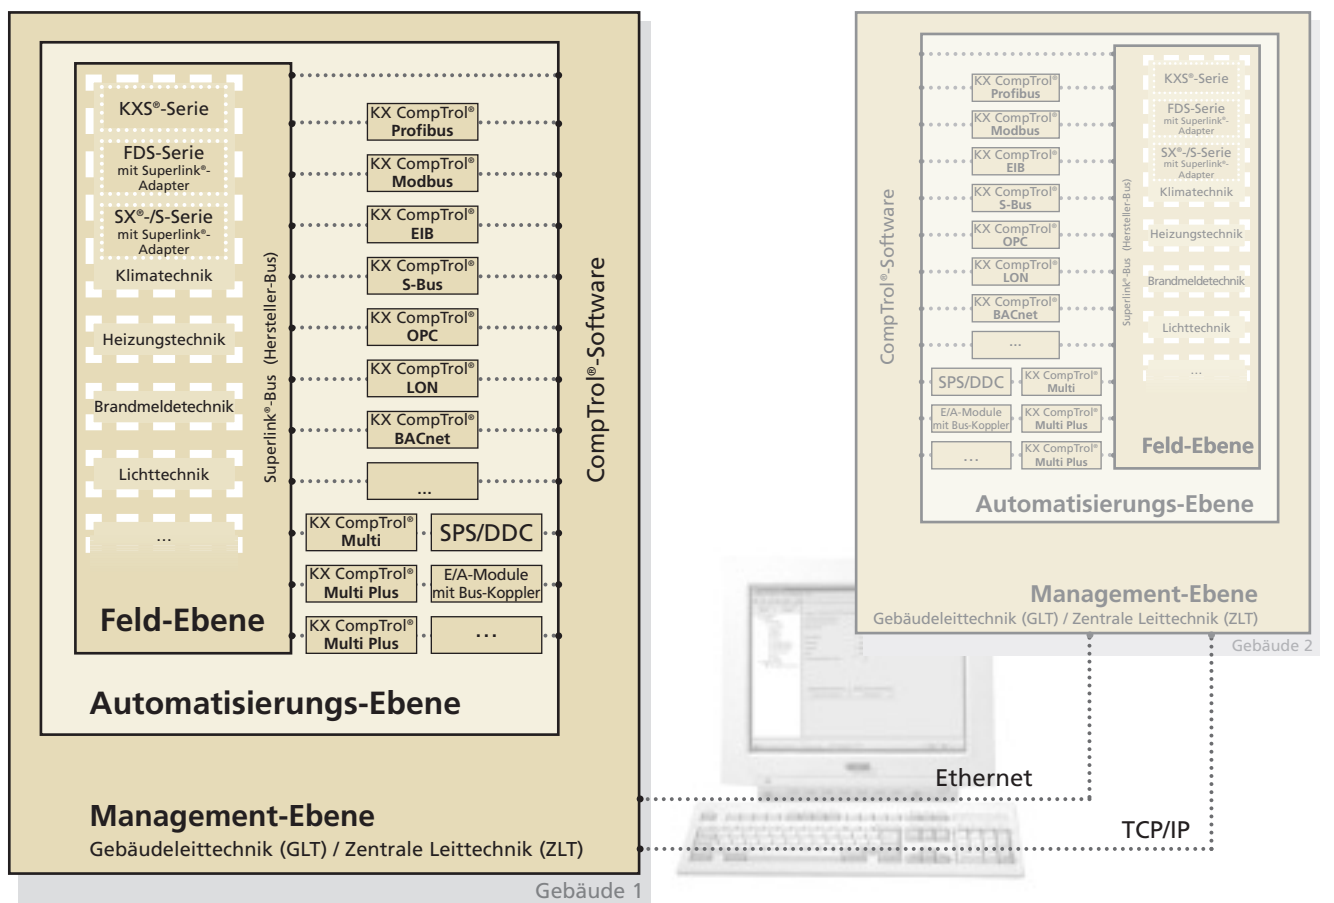 KXS®-Serie
FDS-Serie
mit Superlink®-
Adapter
SX®-/S-Serie
mit Superlink®-
Adapter
Klimatechnik
Heizungstechnik
Brandmeldetechnik
Lichttechnik
...
Feld-Ebene
Superlink®-Bus (Hersteller-Bus)
KX CompTrol®
Profibus
KX CompTrol®
Modbus
KX CompTrol®
EIB
KX CompTrol®
S-Bus
KX CompTrol®
OPC
KX CompTrol®
LON
KX CompTrol®
BACnet
...
KX CompTrol®
Multi
SPS/DDC
KX CompTrol®
Multi Plus
E/A-Module
mit Bus-Koppler
KX CompTrol®
Multi Plus
...
CompTrol®-Software
Automatisierungs-Ebene
Management-Ebene
Gebäudeleittechnik (GLT) / Zentrale Leittechnik (ZLT)
Gebäude 1
CompTrol®-Software
KX CompTrol®
Profibus
KX CompTrol®
Modbus
KX CompTrol®
EIB
KX CompTrol®
S-Bus
KX CompTrol®
OPC
KX CompTrol®
LON
KX CompTrol®
BACnet
...
SPS/DDC
KX CompTrol®
Multi
E/A-Module
mit Bus-Koppler
KX CompTrol®
Multi Plus
...
KX CompTrol®
Multi Plus
Superlink®-Bus (Hersteller-Bus)
KXS®-Serie
FDS-Serie
mit Superlink®-
Adapter
SX®-/S-Serie
mit Superlink®-
Adapter
Klimatechnik
Heizungstechnik
Brandmeldetechnik
Lichttechnik
...
Feld-Ebene
Automatisierungs-Ebene
Management-Ebene
Gebäudeleittechnik (GLT) / Zentrale Leittechnik (ZLT)
Gebäude 2
Ethernet
TCP/IP